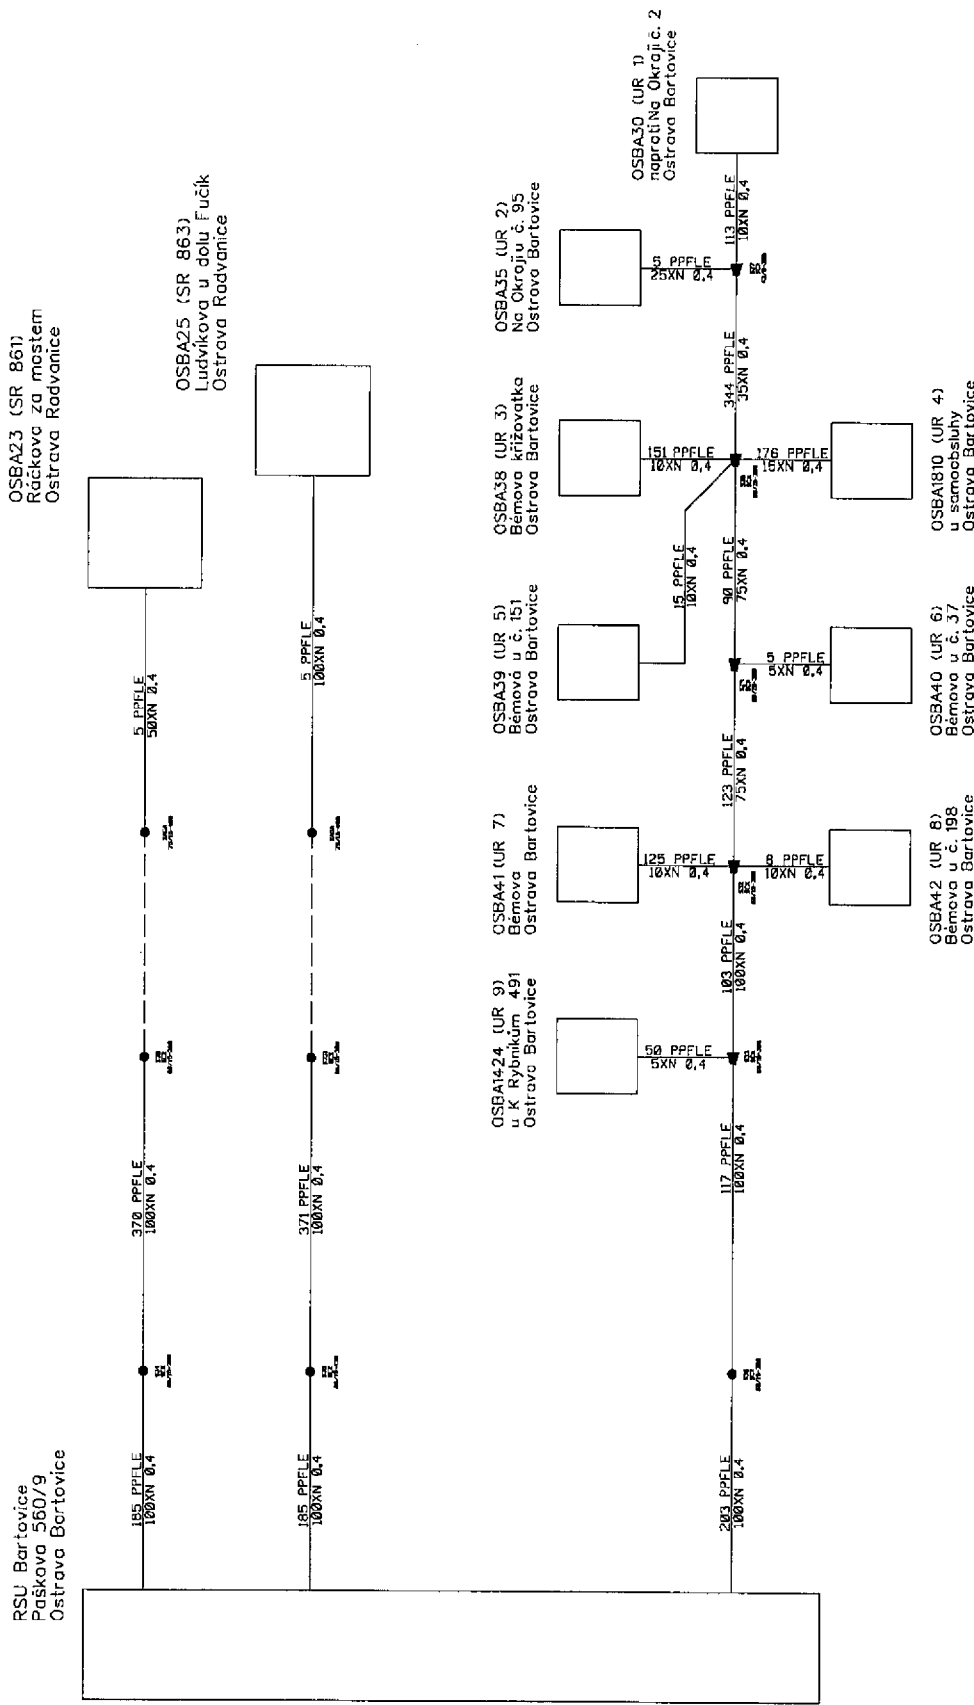 RSU Bartovice
Paškova 560/9
Ostrava Bartovice
OSBA23 (SR 861)
Ráčkova za mostem
Ostrava Radvanice
OSBA25 (SR 863)
Ludvíkova u dolu Fučík
Ostrava Radvanice
185 PPFLE
100XN 0,4
370 PPFLE
100XN 0,4
5 PPFLE
50XN 0,4
185 PPFLE
100XN 0,4
371 PPFLE
100XN 0,4
5 PPFLE
100XN 0,4
OSBA1424 (UR 9)
u K Rybníkům 491
Ostrava Bartovice
OSBA41 (UR 7)
Bémova
Ostrava Bartovice
OSBA39 (UR 5)
Bémová u č. 151
Ostrava Bartovice
OSBA38 (UR 3)
Bémova křižovatka
Ostrava Bartovice
OSBA35 (UR 2)
Na Okraji u č. 95
Ostrava Bartovice
OSBA30 (UR 1)
naproti Na Okraji č. 2
Ostrava Bartovice
50 PPFLE
5XN 0,4
125 PPFLE
10XN 0,4
15 PPFLE
10XN 0,4
151 PPFLE
10XN 0,4
5 PPFLE
25XN 0,4
203 PPFLE
100XN 0,4
117 PPFLE
100XN 0,4
103 PPFLE
100XN 0,4
123 PPFLE
75XN 0,4
90 PPFLE
75XN 0,4
344 PPFLE
35XN 0,4
113 PPFLE
10XN 0,4
8 PPFLE
10XN 0,4
5 PPFLE
5XN 0,4
176 PPFLE
15XN 0,4
OSBA42 (UR 8)
Bémova u č. 198
Ostrava Bartovice
OSBA40 (UR 6)
Bémova u č. 37
Ostrava Bartovice
OSBA1810 (UR 4)
u samoobsluhy
Ostrava Bartovice